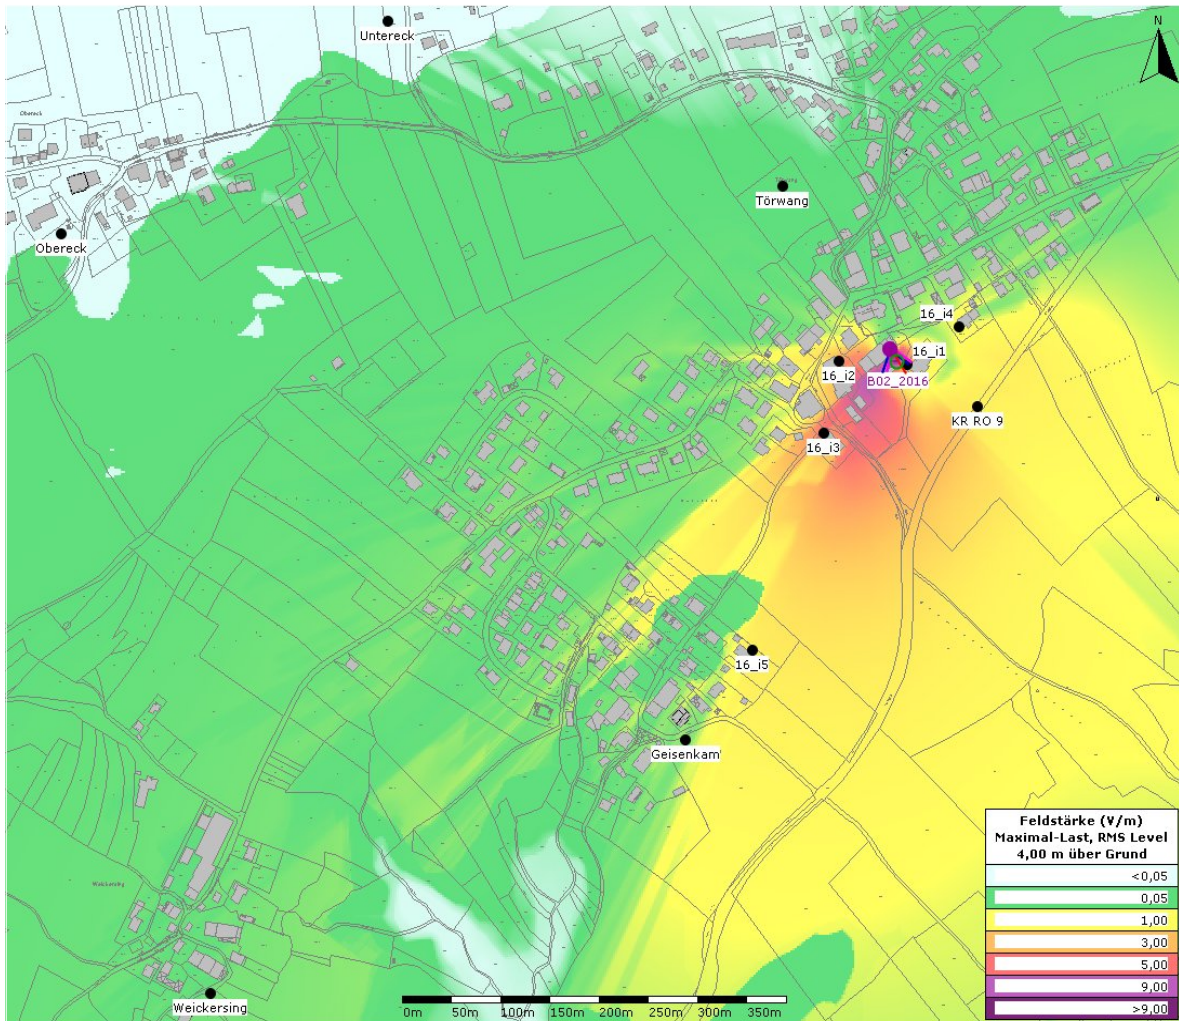 Untereck
N
Obereck
Törwang
Obereck
16_i4
16_i1
16_i2
B02_2016
KR RO 9
16_i3
16_i5
Geisenkam
Feldstärke (V/m)
Maximal-Last, RMS Level
4,00 m über Grund
<0,05
0,05
1,00
3,00
5,00
9,00
>9,00
Weickersing
Weickersing
0m 50m 100m 150m 200m 250m 300m 350m